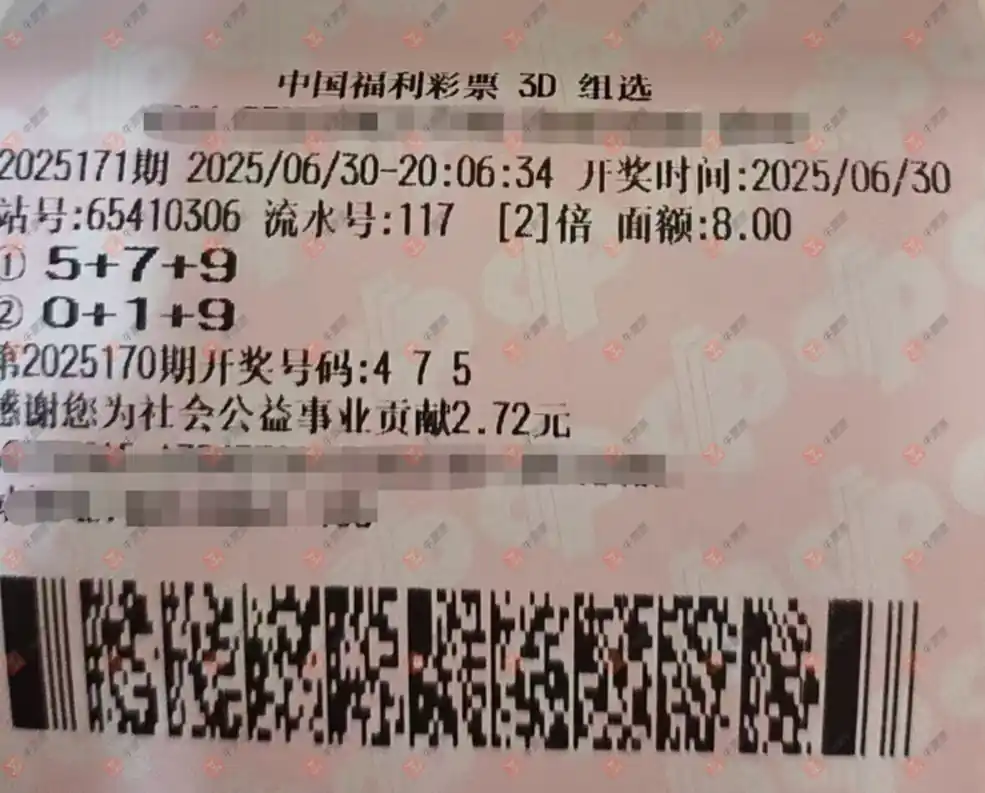 中国福利彩票 3D 组选
2025171期 2025/06/30-20:06:34 开奖时间:2025/06/30
站号:65410306 流水号:117 [2]倍 面额:8.00
① 5+7+9
② 0+1+9
第2025170期开奖号码:4 7 5
感谢您为社会公益事业贡献2.72元